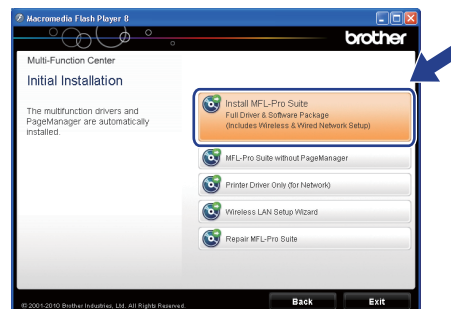 Macromedia Flash Player 8
brother
Multi-Function Center
Initial Installation
The multifunction drivers and
PageManager are automatically
installed.
Install MFL-Pro Suite
Full Driver & Software Package
(Includes Wireless & Wired Network Setup)
MFL-Pro Suite without PageManager
Printer Driver Only (for Network)
Wireless LAN Setup Wizard
Repair MFL-Pro Suite
© 2001-2010 Brother Industries, Ltd. All Rights Reserved.
Back
Exit